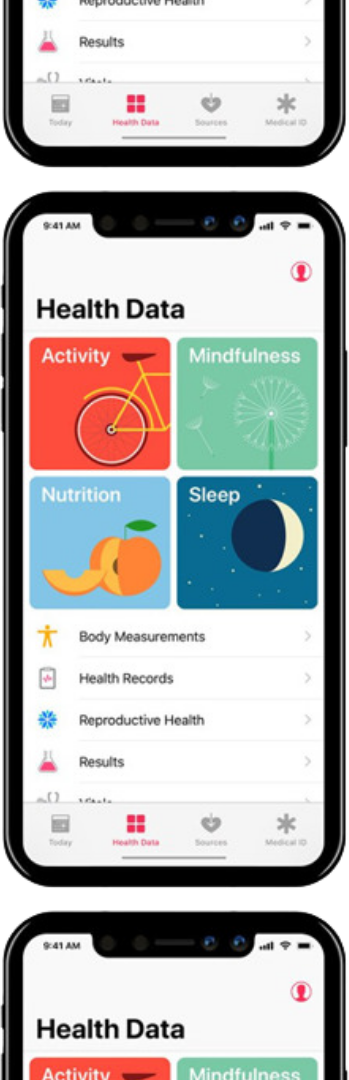 Reproductive Health
Results
Vitals
Today Health Data Sources Medical ID
9:41 AM
Health Data
Activity Mindfulness
Nutrition Sleep
Body Measurements
Health Records
Reproductive Health
Results
Vitals
Today Health Data Sources Medical ID
9:41 AM
Health Data
Activity Mindfulness